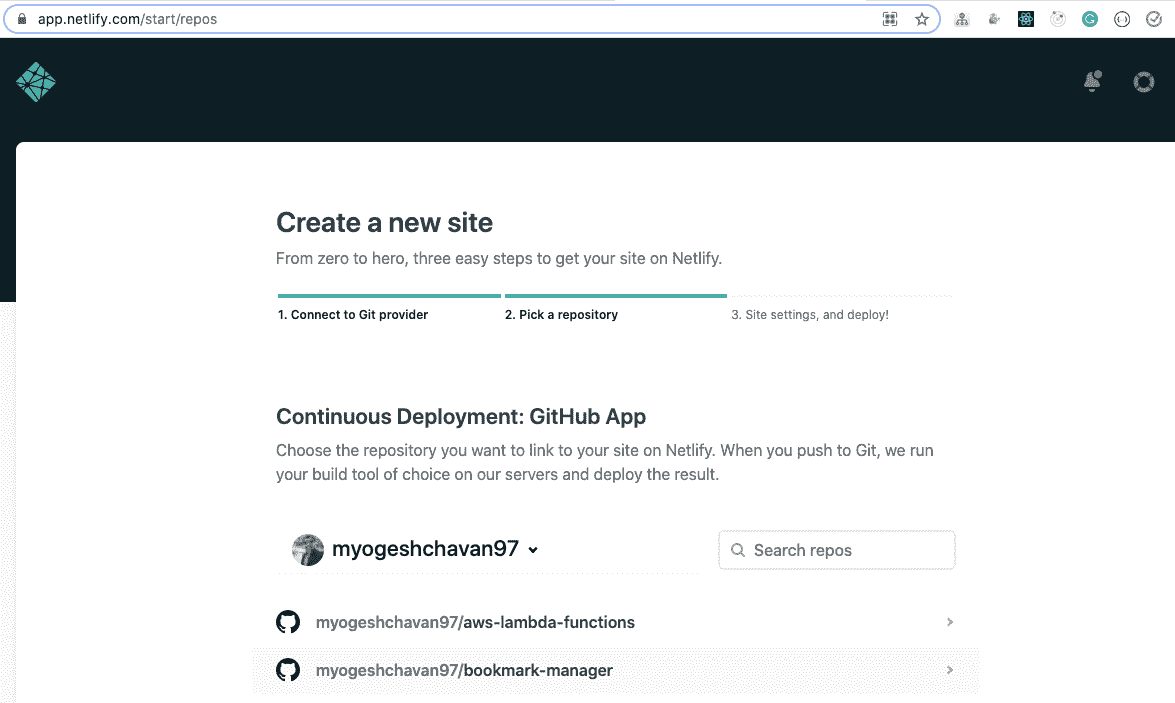 app.netlify.com/start/repos
Create a new site
From zero to hero, three easy steps to get your site on Netlify.
1. Connect to Git provider
2. Pick a repository
3. Site settings, and deploy!
Continuous Deployment: GitHub App
Choose the repository you want to link to your site on Netlify. When you push to Git, we run
your build tool of choice on our servers and deploy the result.
myogeshchavan97
Search repos
myogeshchavan97/aws-lambda-functions
myogeshchavan97/bookmark-manager